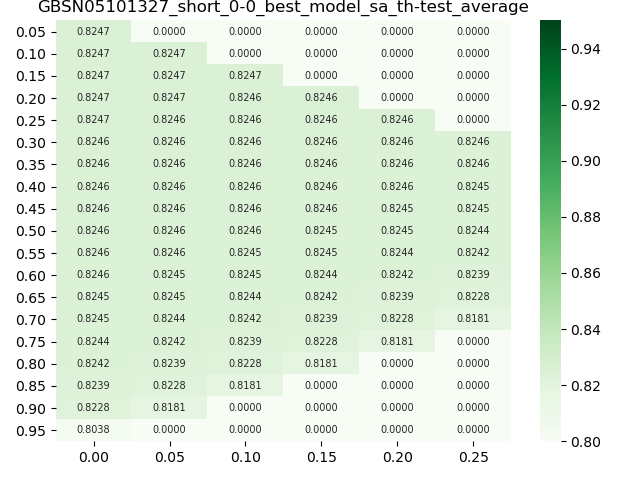 GBSN05101327_short_0-0_best_model_sa_th-test_average
0.05 0.8247 0.0000 0.0000 0.0000 0.0000 0.0000
0.10 0.8247 0.8247 0.0000 0.0000 0.0000 0.0000
0.15 0.8247 0.8247 0.8247 0.0000 0.0000 0.0000
0.20 0.8247 0.8247 0.8246 0.8246 0.0000 0.0000
0.25 0.8247 0.8246 0.8246 0.8246 0.8246 0.0000
0.30 0.8246 0.8246 0.8246 0.8246 0.8246 0.8246
0.35 0.8246 0.8246 0.8246 0.8246 0.8246 0.8246
0.40 0.8246 0.8246 0.8246 0.8246 0.8246 0.8245
0.45 0.8246 0.8246 0.8246 0.8246 0.8245 0.8245
0.50 0.8246 0.8246 0.8246 0.8245 0.8245 0.8244
0.55 0.8246 0.8246 0.8245 0.8245 0.8244 0.8242
0.60 0.8246 0.8245 0.8245 0.8244 0.8242 0.8239
0.65 0.8245 0.8245 0.8244 0.8242 0.8239 0.8228
0.70 0.8245 0.8244 0.8242 0.8239 0.8228 0.8181
0.75 0.8244 0.8242 0.8239 0.8228 0.8181 0.0000
0.80 0.8242 0.8239 0.8228 0.8181 0.0000 0.0000
0.85 0.8239 0.8228 0.8181 0.0000 0.0000 0.0000
0.90 0.8228 0.8181 0.0000 0.0000 0.0000 0.0000
0.95 0.8038 0.0000 0.0000 0.0000 0.0000 0.0000
0.00 0.05 0.10 0.15 0.20 0.25
0.94
0.92
0.90
0.88
0.86
0.84
0.82
0.80